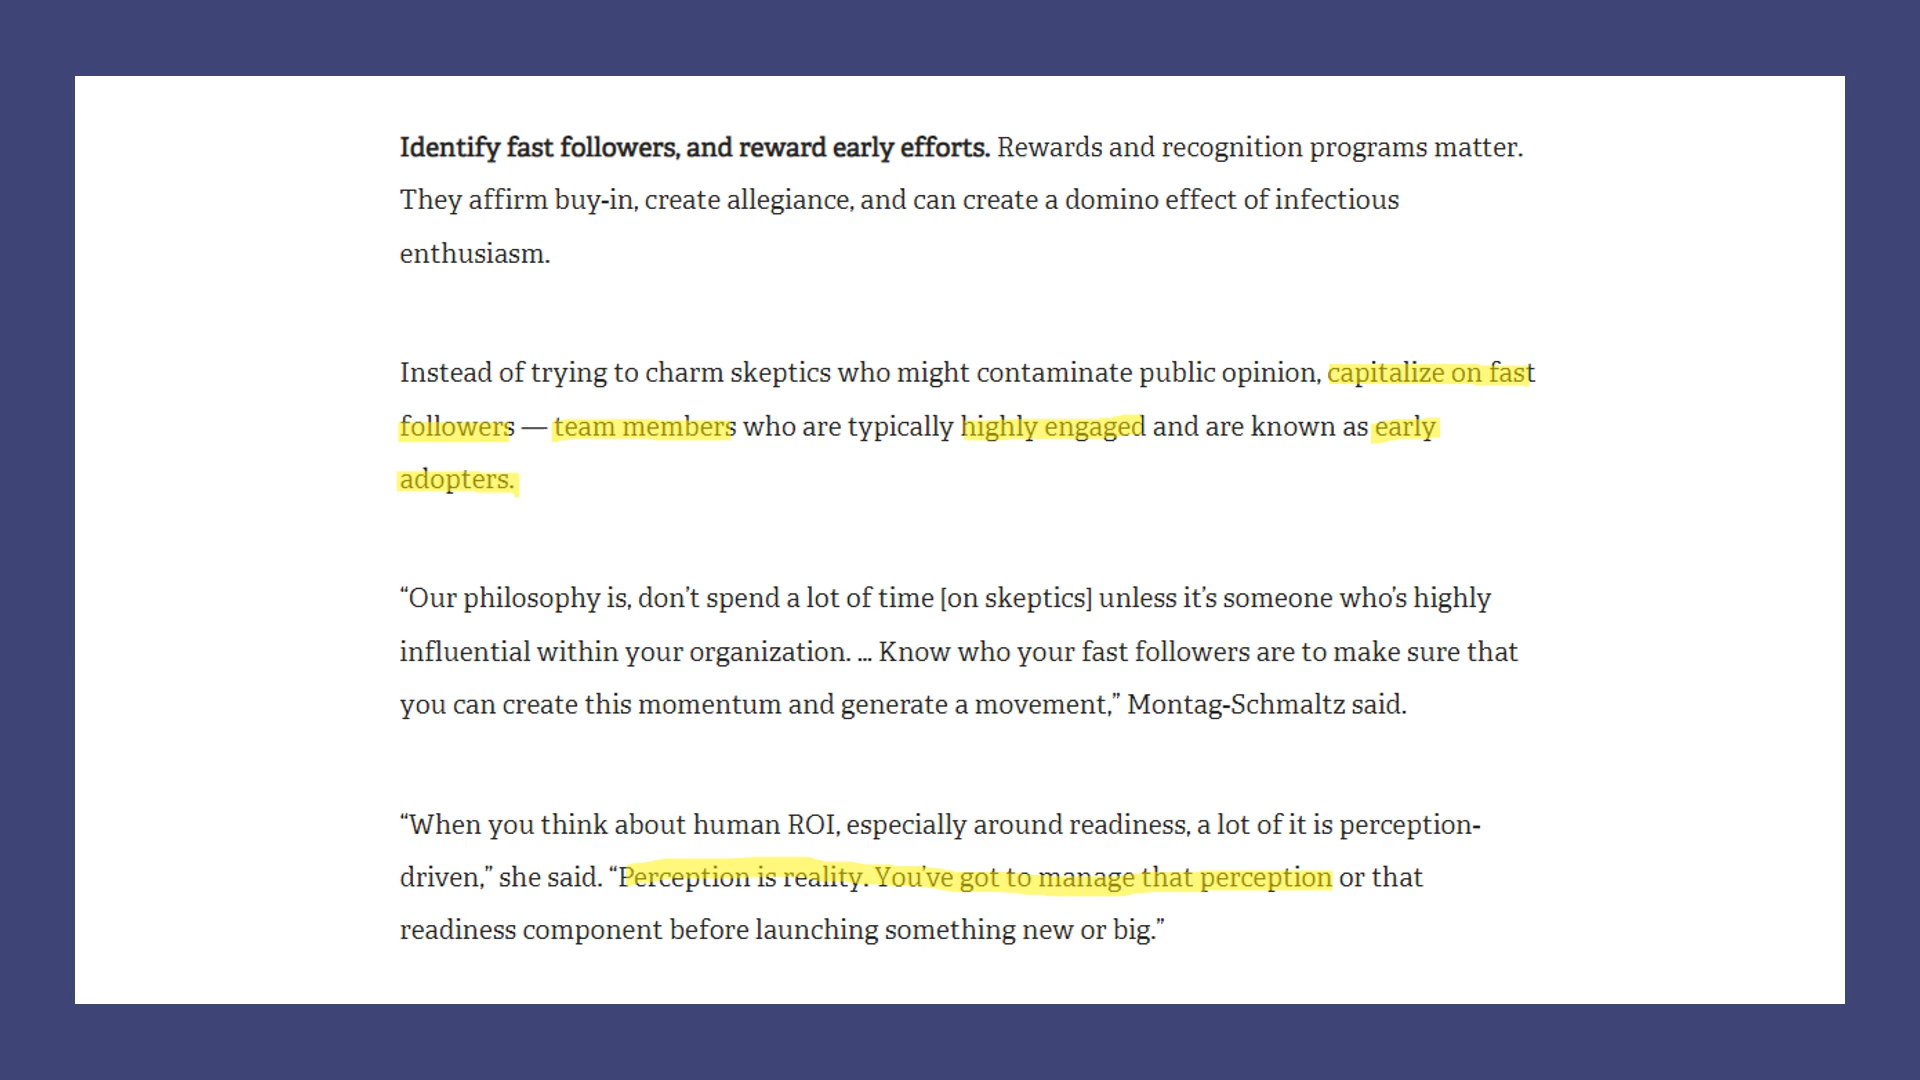 Identify fast followers, and reward early efforts. Rewards and recognition programs matter.
They affirm buy-in, create allegiance, and can create a domino effect of infectious
enthusiasm.
Instead of trying to charm skeptics who might contaminate public opinion, capitalize on fast
followers — team members who are typically highly engaged and are known as early
adopters.
“Our philosophy is, don’t spend a lot of time [on skeptics] unless it’s someone who’s highly
influential within your organization. ... Know who your fast followers are to make sure that
you can create this momentum and generate a movement,” Montag-Schmaltz said.
“When you think about human ROI, especially around readiness, a lot of it is perception-
driven,” she said. “Perception is reality. You’ve got to manage that perception or that
readiness component before launching something new or big.”